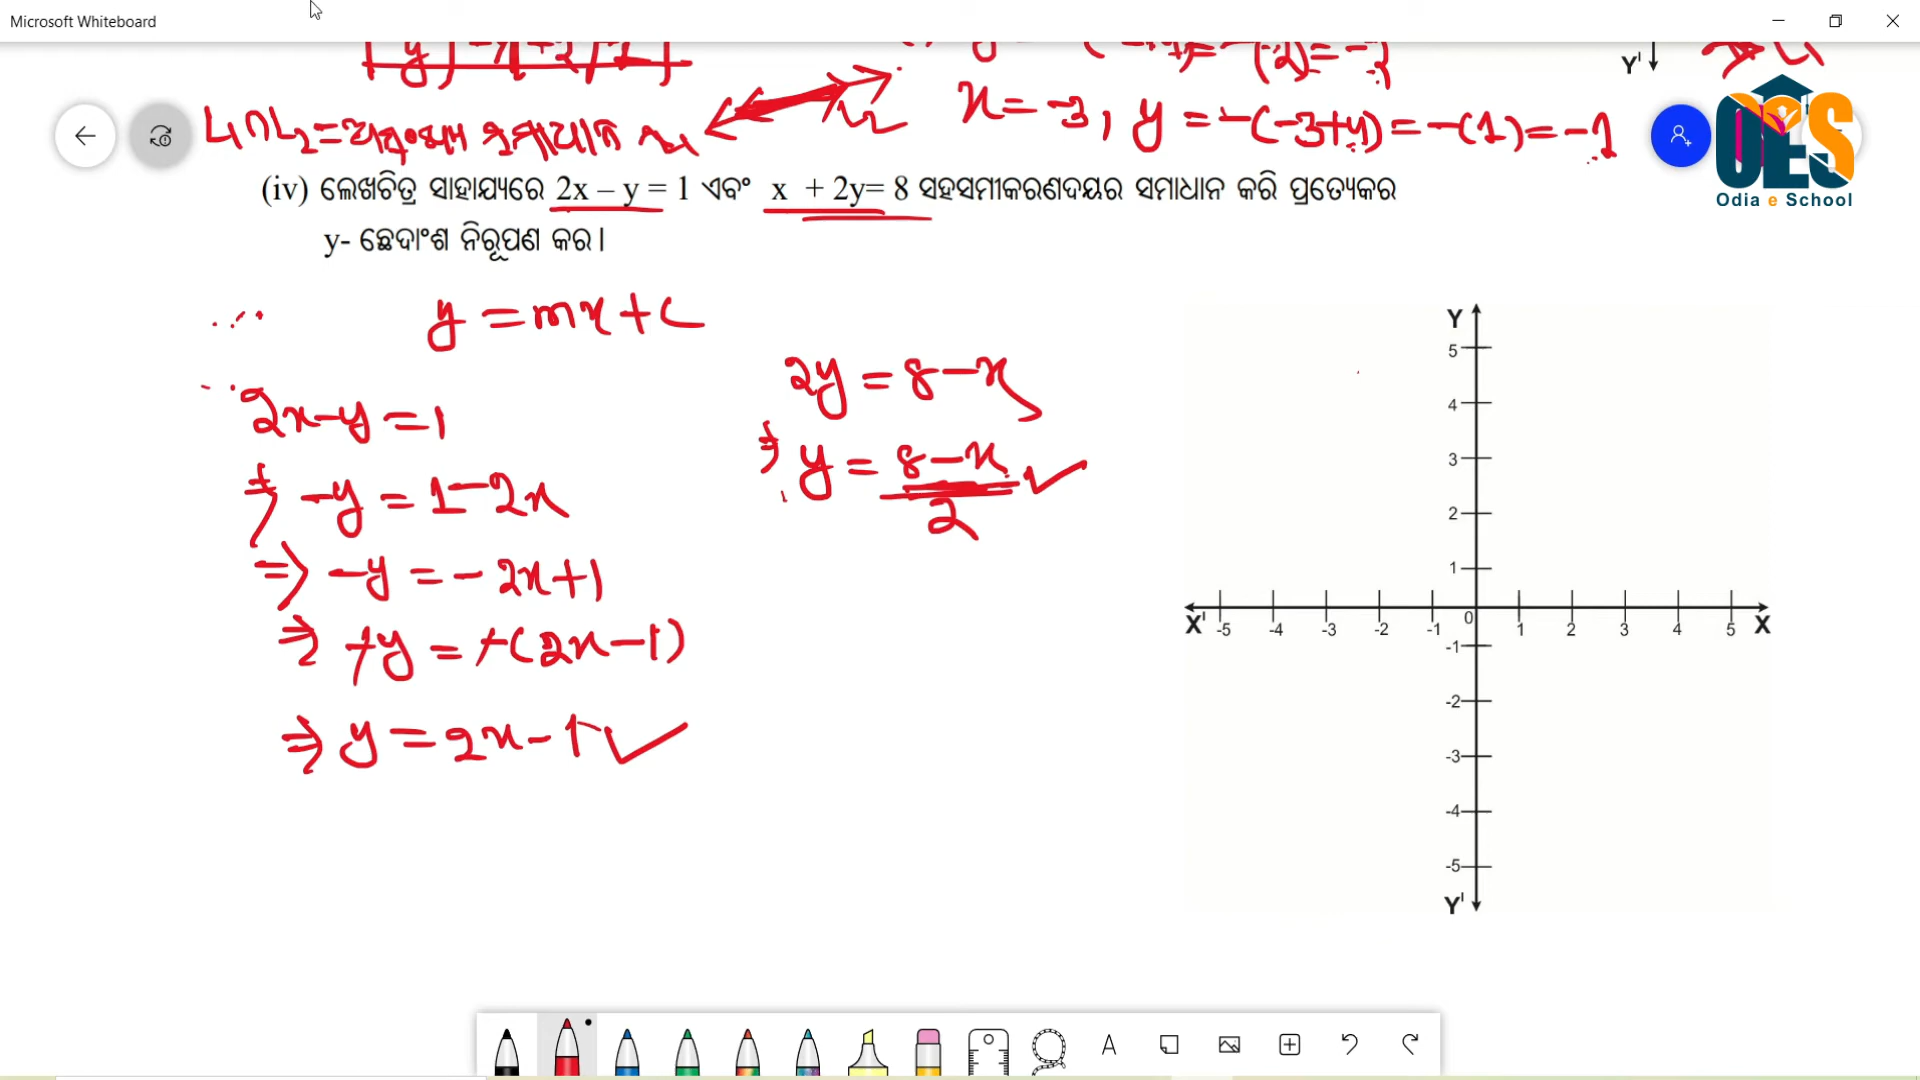 Microsoft Whiteboard
x = -3, y = -(-3+4) = -(1) = -1
Y'
Odia e School
(iv) ଲେଖଚିତ୍ର ସାହାଯ୍ୟରେ 2x – y = 1 ଏବଂ x + 2y= 8 ସହସମୀକରଣଦ୍ୱୟର ସମାଧାନ କରି ପ୍ରତ୍ୟେକର
y- ଛେଦାଂଶ ନିରୂପଣ କର।
y = mx + c
2x-y = 1
⇒ -y = 1-2x
⇒ -y = -2x+1
⇒ -y = -(2x-1)
⇒ y = 2x-1 ✓
2y = 8-x
⇒ y = 8-x/2 ✓
Y
5
4
3
2
1
X' -5 -4 -3 -2 -1 0 1 2 3 4 5 X
-1
-2
-3
-4
-5
Y'